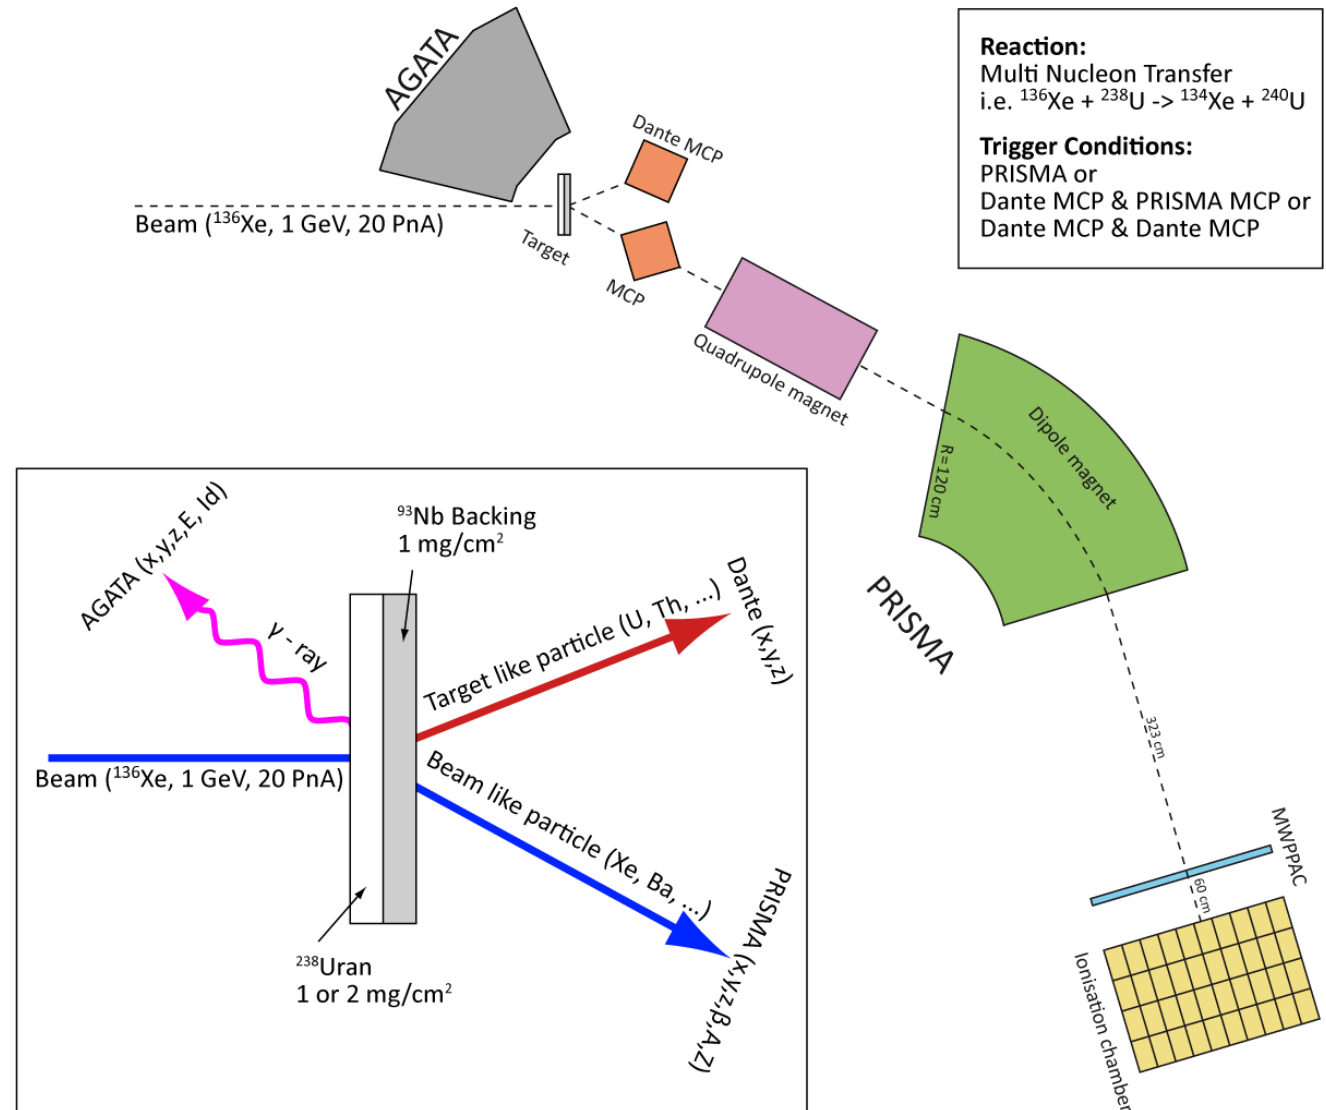 AGATA
Dante MCP
Beam (¹³⁶Xe, 1 GeV, 20 PnA)
Target
MCP
Quadrupole magnet
Reaction:
Multi Nucleon Transfer
i.e. ¹³⁶Xe + ²³⁸U -> ¹³⁴Xe + ²⁴⁰U
Trigger Conditions:
PRISMA or
Dante MCP & PRISMA MCP or
Dante MCP & Dante MCP
Dipole magnet
R=120 cm
PRISMA
323 cm
MWPPAC
60 cm
Ionisation chamber
AGATA (x,y,z,E, Id)
γ - ray
⁹³Nb Backing
1 mg/cm²
Target like particle (U, Th, ...)
Dante (x,y,z)
Beam (¹³⁶Xe, 1 GeV, 20 PnA)
Beam like particle (Xe, Ba, ...)
PRISMA (x,y,z,β,A,Z)
²³⁸Uran
1 or 2 mg/cm²